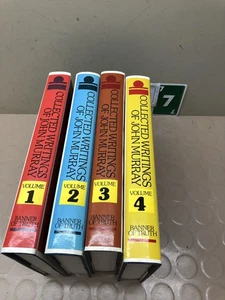 COLLECTED WRITINGS
OF JOHN MURRAY
VOLUME
1
BANNER
OF TRUTH
COLLECTED WRITINGS
OF JOHN MURRAY
VOLUME
2
BANNER
OF TRUTH
COLLECTED WRITINGS
OF JOHN MURRAY
VOLUME
3
BANNER
OF TRUTH
COLLECTED WRITINGS
OF JOHN MURRAY
VOLUME
4
BANNER
OF TRUTH
7